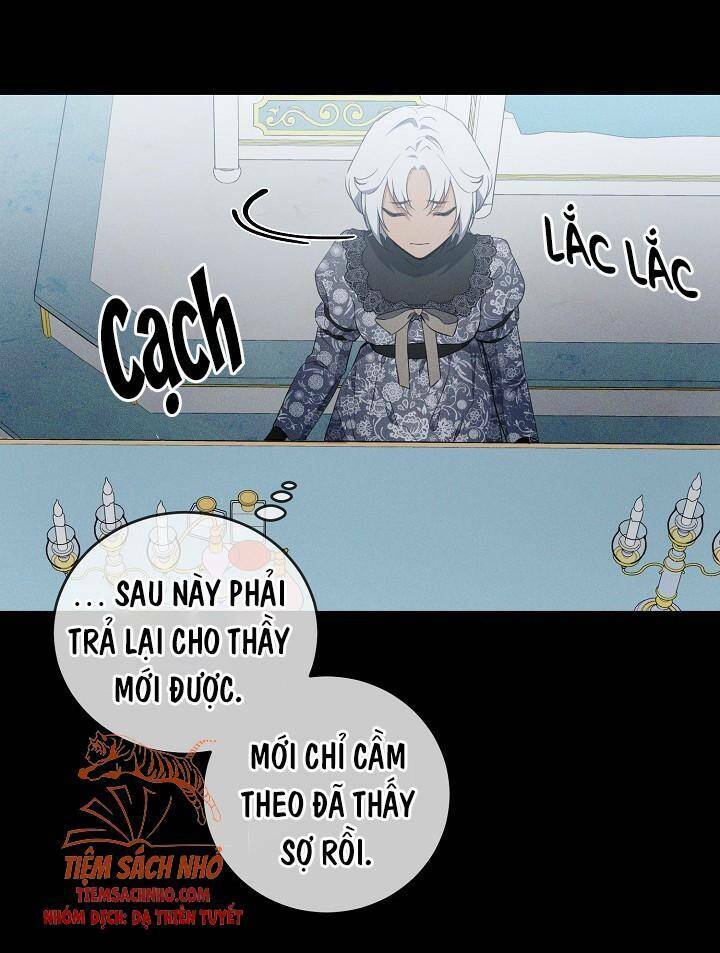 LẮC LẮC
CẠCH
... SAU NÀY PHẢI
TRẢ LẠI CHO THẦY
MỚI ĐƯỢC.
MỚI CHỈ CẦM
THEO ĐÃ THẤY
SỢ RỒI.
TIỆM SÁCH NHỎ
TIEMSACHNHO.COM
NHÓM DỊCH: DẠ THIÊN TUYẾT